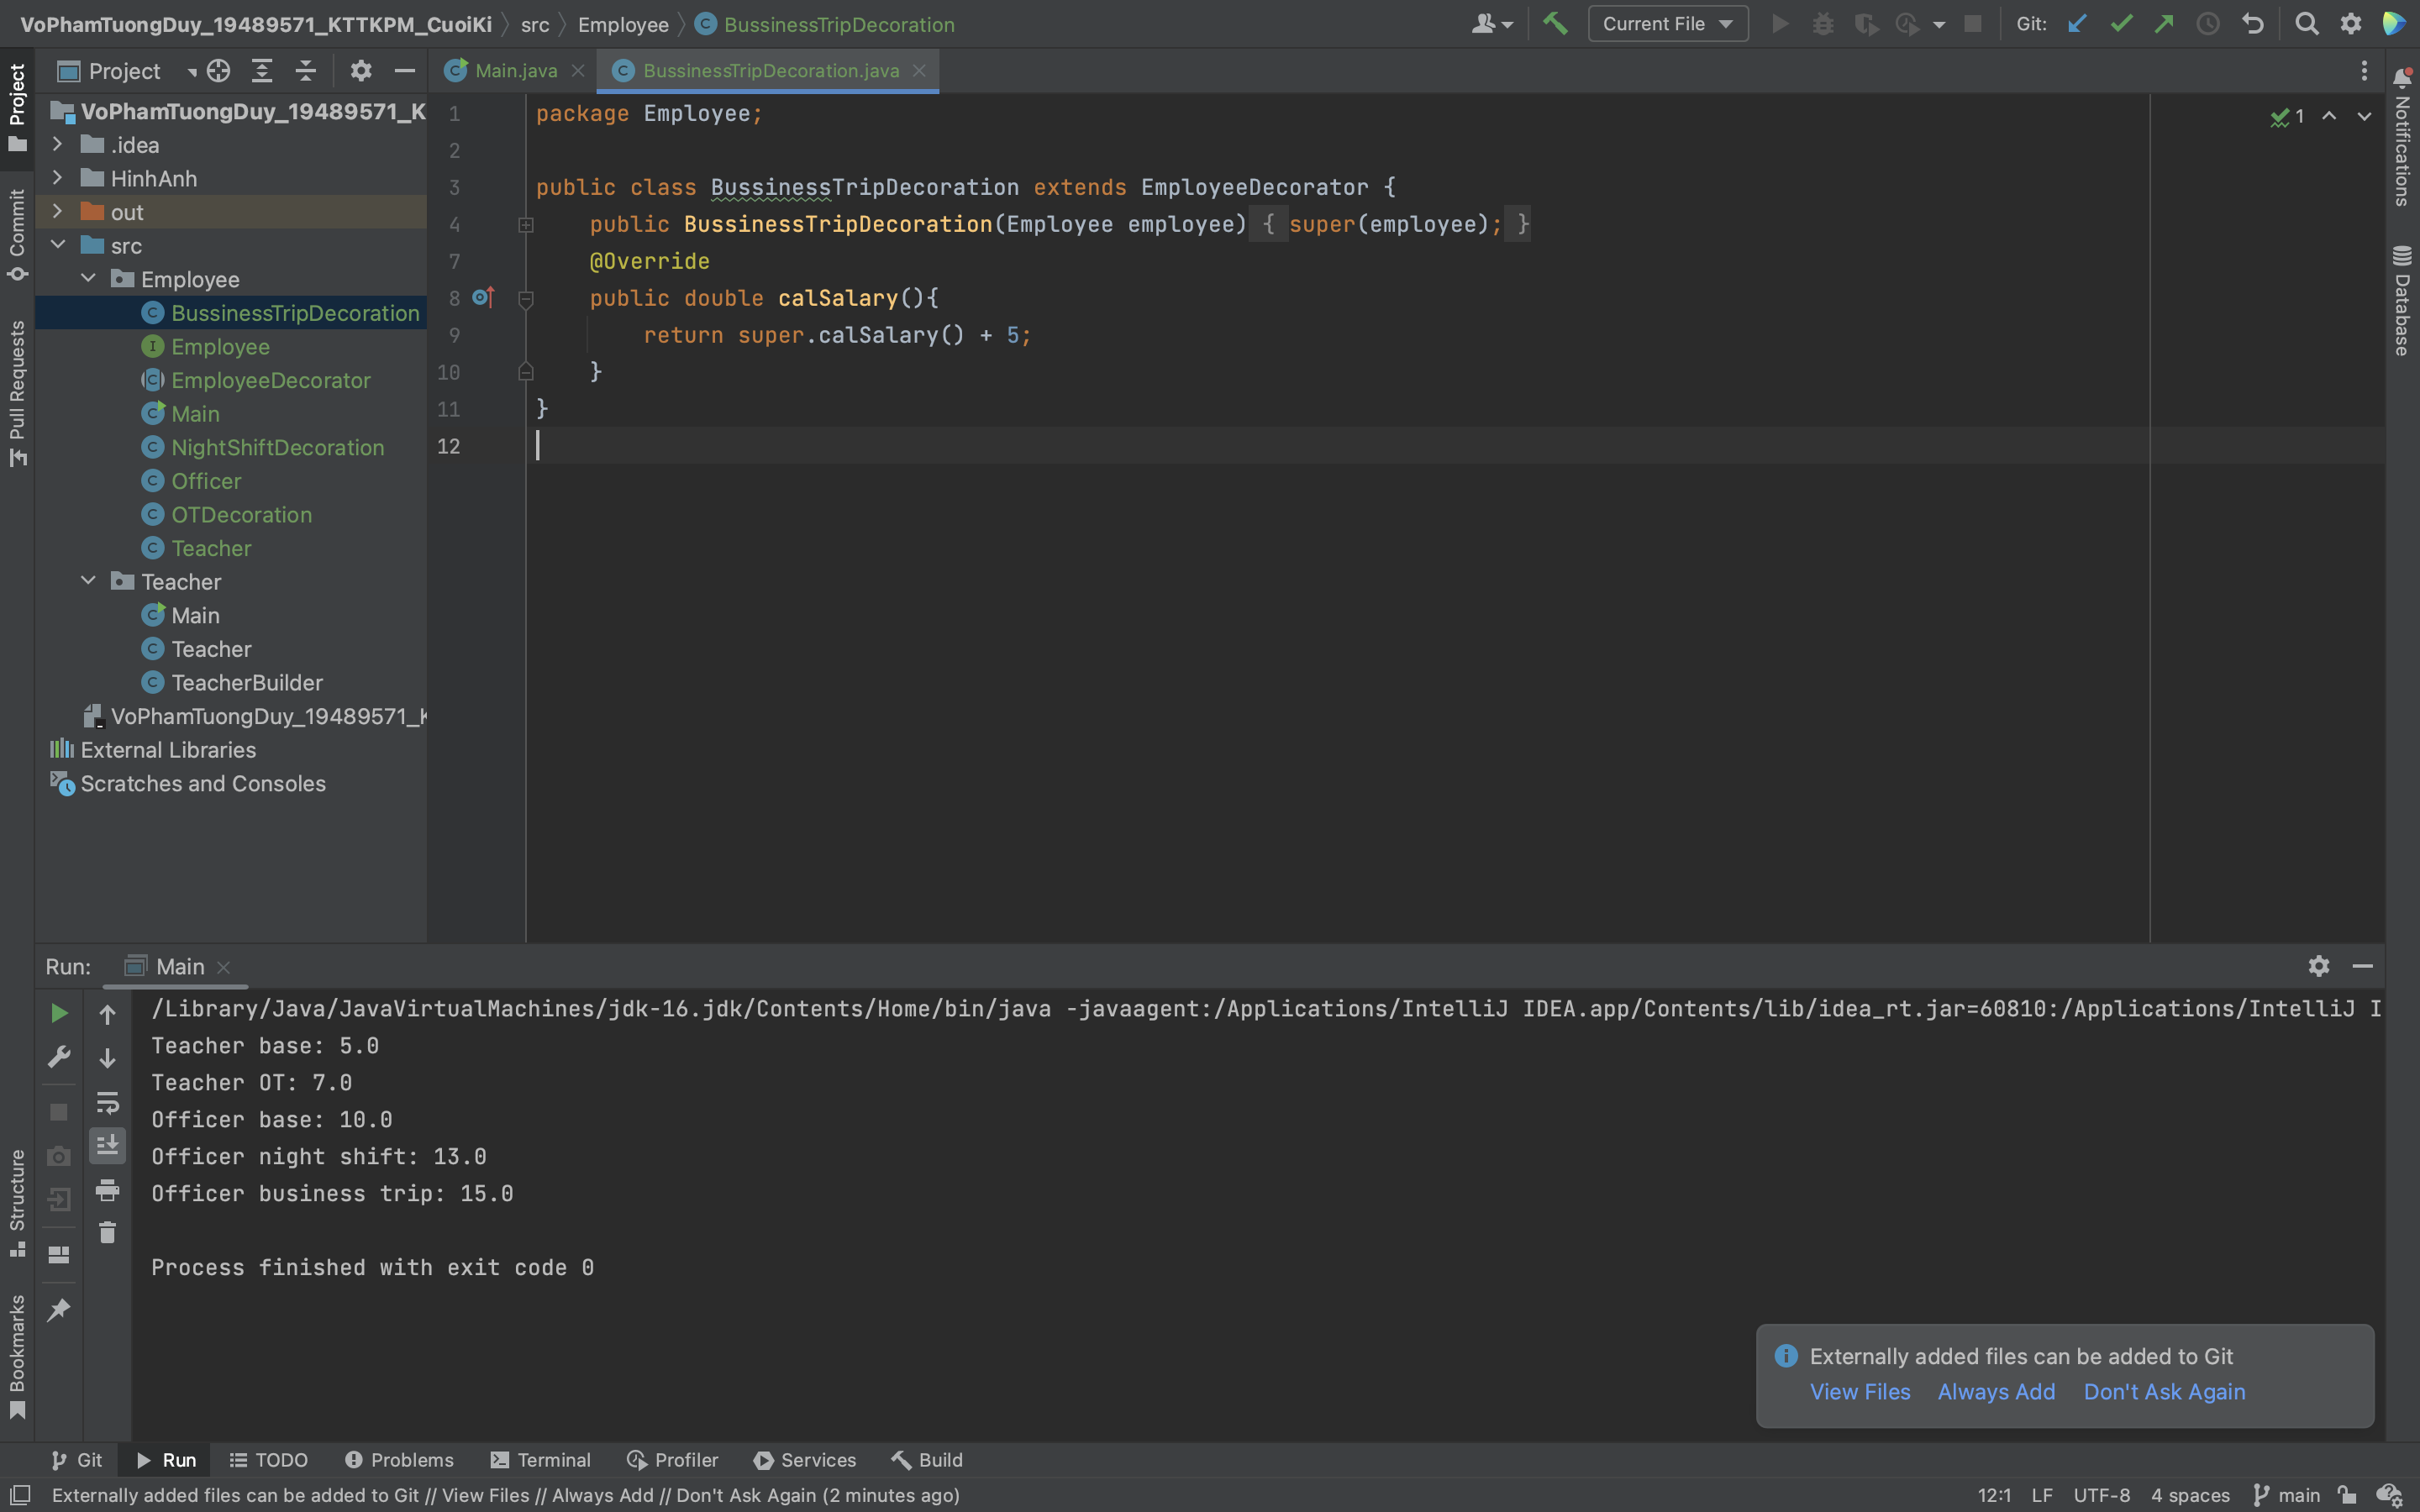 VoPhamTuongDuy_19489571_KTTKPM_CuoiKi src Employee BussinessTripDecoration
Current File
Git:
Project
Main.java
BussinessTripDecoration.java
Project
Commit
Pull Requests
Structure
Bookmarks
VoPhamTuongDuy_19489571_K
.idea
HinhAnh
out
src
Employee
BussinessTripDecoration
Employee
EmployeeDecorator
Main
NightShiftDecoration
Officer
OTDecoration
Teacher
Teacher
Main
Teacher
TeacherBuilder
VoPhamTuongDuy_19489571_K
External Libraries
Scratches and Consoles
1 package Employee;
2
3 public class BussinessTripDecoration extends EmployeeDecorator {
4 public BussinessTripDecoration(Employee employee) { super(employee); }
7 @Override
8 public double calSalary(){
9 return super.calSalary() + 5;
10 }
11 }
12
1
Notifications
Database
Run: Main
/Library/Java/JavaVirtualMachines/jdk-16.jdk/Contents/Home/bin/java -javaagent:/Applications/IntelliJ IDEA.app/Contents/lib/idea_rt.jar=60810:/Applications/IntelliJ I
Teacher base: 5.0
Teacher OT: 7.0
Officer base: 10.0
Officer night shift: 13.0
Officer business trip: 15.0
Process finished with exit code 0
Externally added files can be added to Git
View Files Always Add Don't Ask Again
Git Run TODO Problems Terminal Profiler Services Build
Externally added files can be added to Git // View Files // Always Add // Don't Ask Again (2 minutes ago)
12:1 LF UTF-8 4 spaces main